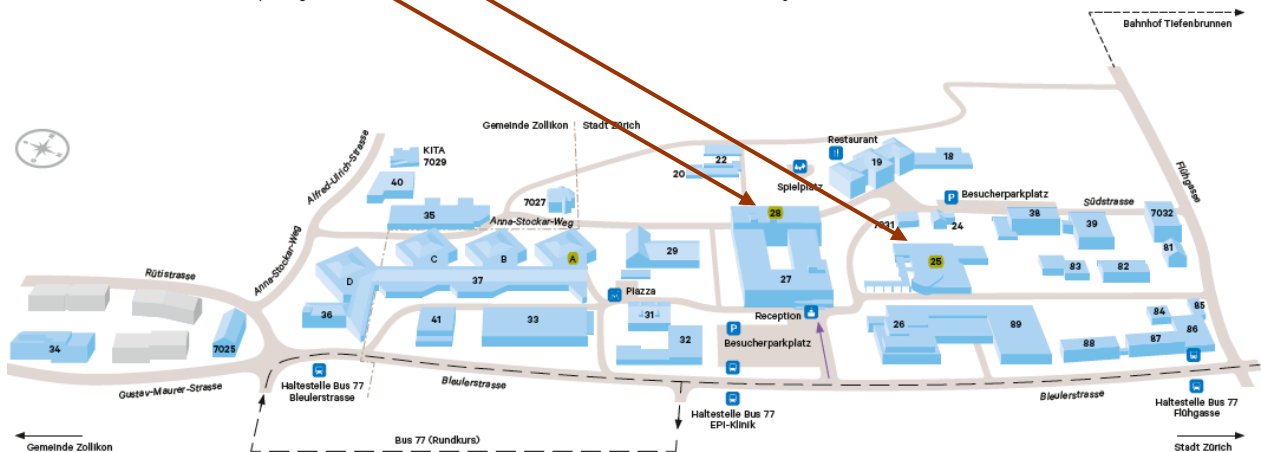 Bahnhof Tiefenbrunnen
Gemeinde Zollikon
Stadt Zürich
Restaurant
KITA
7029
Alfred-Ulrich-Strasse
Flühgasse
40
22
20
19
18
Spielplatz
P
Besucherparkplatz
35
7027
Anna-Stockar-Weg
28
7031
24
38
Südstrasse
39
7032
81
29
25
83
82
Anna-Stockar-Weg
C
B
A
D
37
27
Rütistrasse
Piazza
36
41
33
31
32
Reception
P
Besucherparkplatz
26
89
84
85
86
87
88
34
7025
Gustav-Maurer-Strasse
Haltestelle Bus 77
Bleulerstrasse
Bleulerstrasse
Haltestelle Bus 77
EPI-Klinik
Bleulerstrasse
Haltestelle Bus 77
Flühgasse
Bus 77 (Rundkurs)
Gemeinde Zollikon
Stadt Zürich